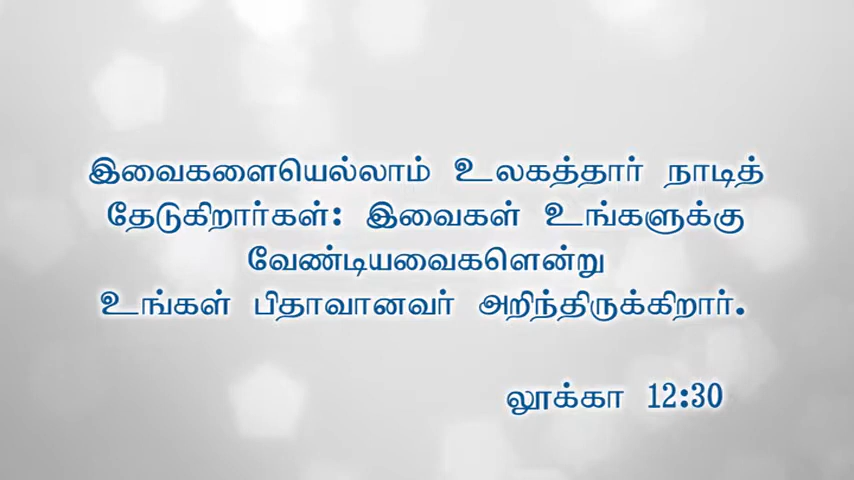 இவைகளையெல்லாம் உலகத்தார் நாடித்
தேடுகிறார்கள்: இவைகள் உங்களுக்கு
வேண்டியவைகளென்று
உங்கள் பிதாவானவர் அறிந்திருக்கிறார்.
லூக்கா 12:30